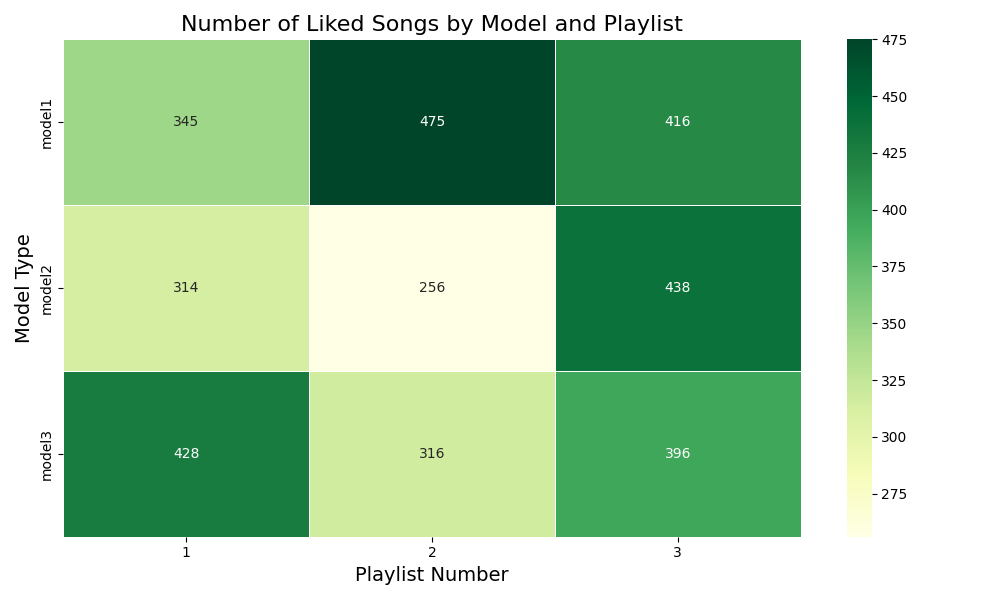 Number of Liked Songs by Model and Playlist
Model Type
model1
345 475 416
model2
314 256 438
model3
428 316 396
1 2 3
Playlist Number
475
450
425
400
375
350
325
300
275